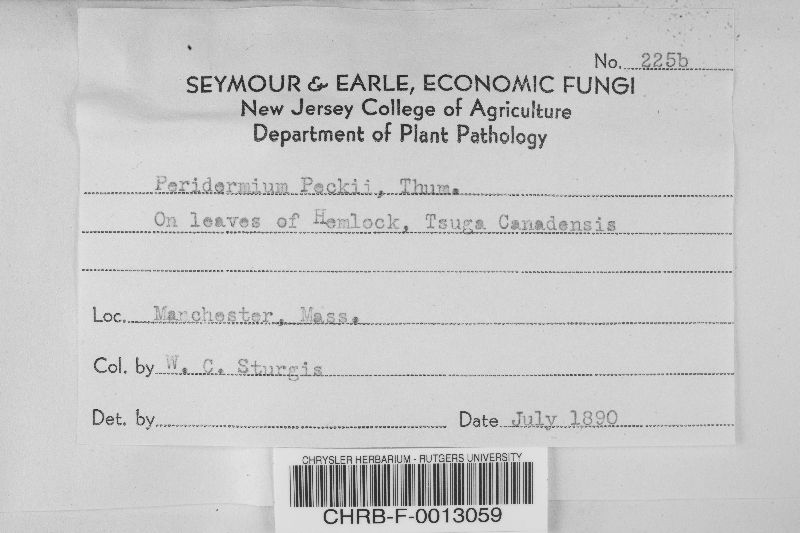 No. 225b
SEYMOUR & EARLE, ECONOMIC FUNGI
New Jersey College of Agriculture
Department of Plant Pathology
Peridermium Peckii, Thum.
On leaves of Hemlock, Tsuga Canadensis
Loc. Manchester, Mass.
Col. by W. C. Sturgis
Det. by
Date July 1890
CHRYSLER HERBARIUM - RUTGERS UNIVERSITY
CHRB-F-0013059